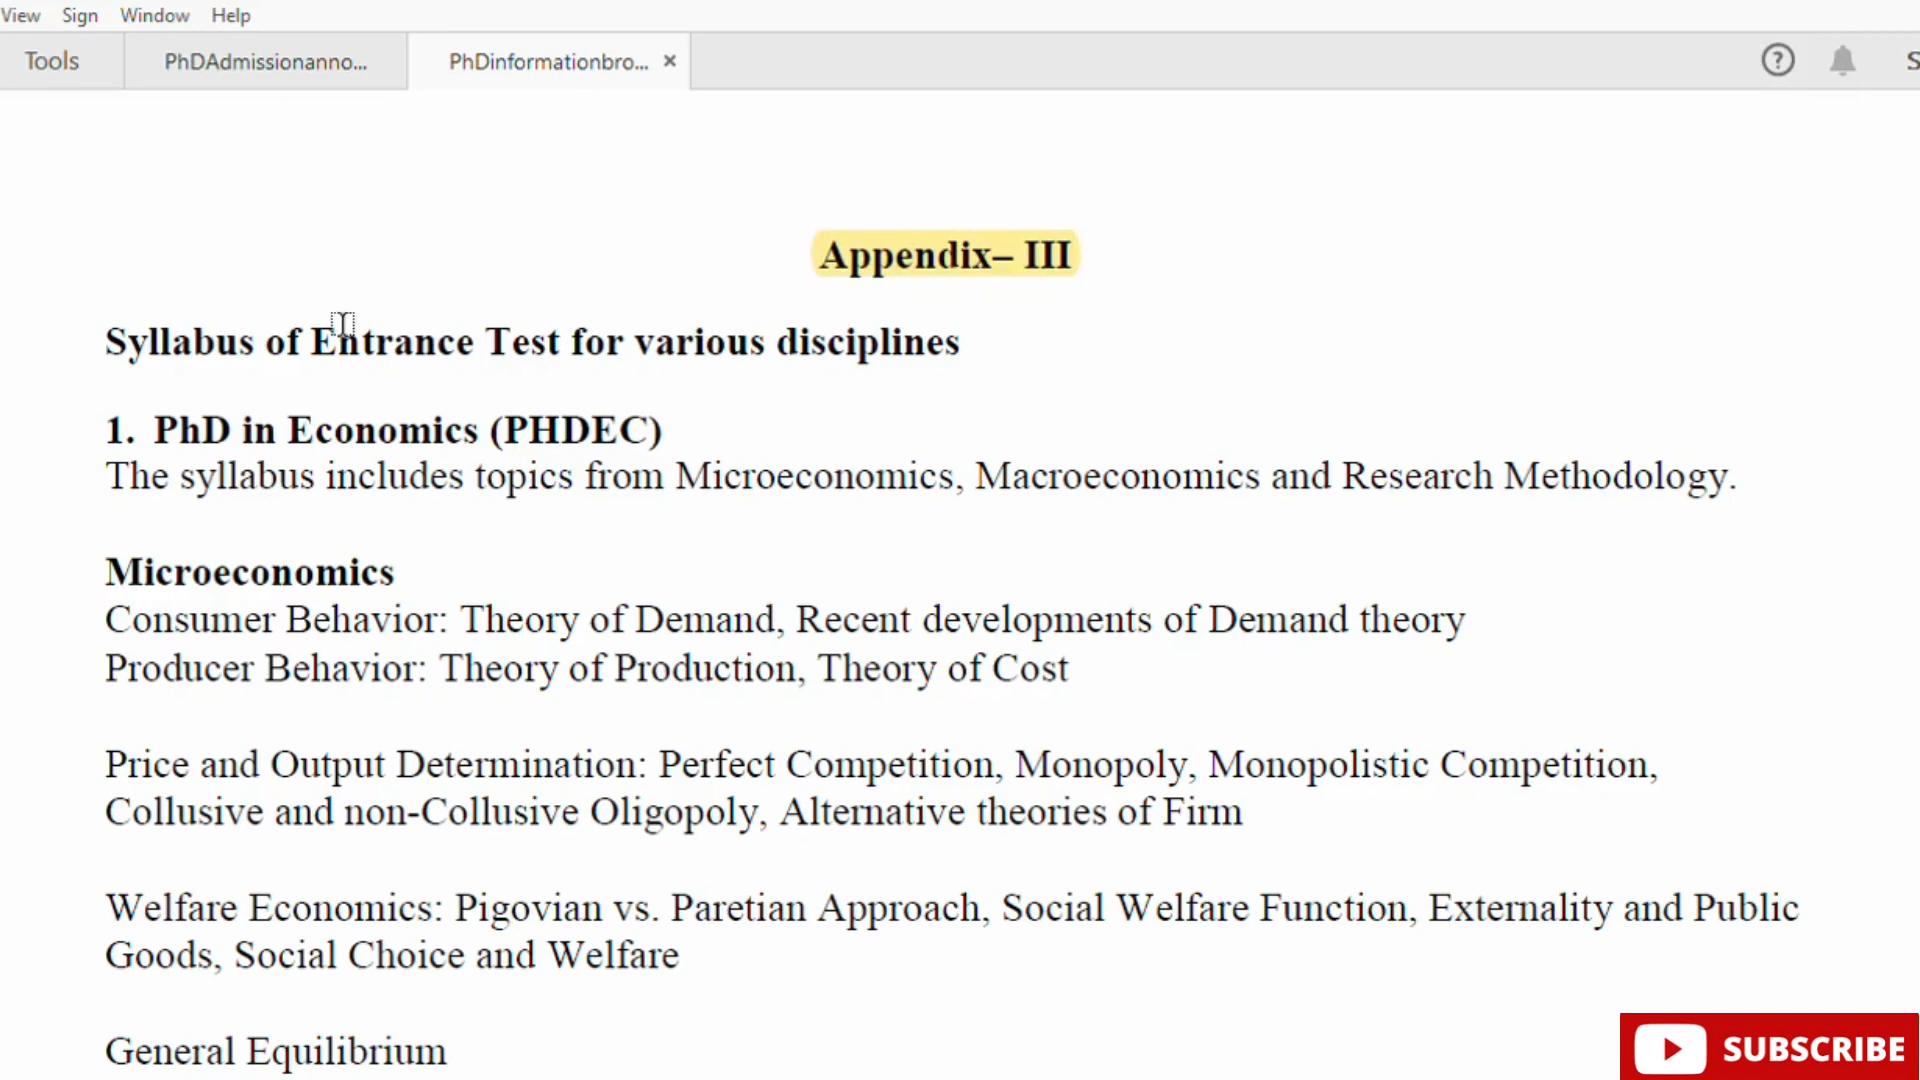 View Sign Window Help
Tools PhDAdmissionanno... PhDinformationbro... × ? S
Appendix– III
Syllabus of Entrance Test for various disciplines
1. PhD in Economics (PHDEC)
The syllabus includes topics from Microeconomics, Macroeconomics and Research Methodology.
Microeconomics
Consumer Behavior: Theory of Demand, Recent developments of Demand theory
Producer Behavior: Theory of Production, Theory of Cost
Price and Output Determination: Perfect Competition, Monopoly, Monopolistic Competition,
Collusive and non-Collusive Oligopoly, Alternative theories of Firm
Welfare Economics: Pigovian vs. Paretian Approach, Social Welfare Function, Externality and Public
Goods, Social Choice and Welfare
General Equilibrium
SUBSCRIBE